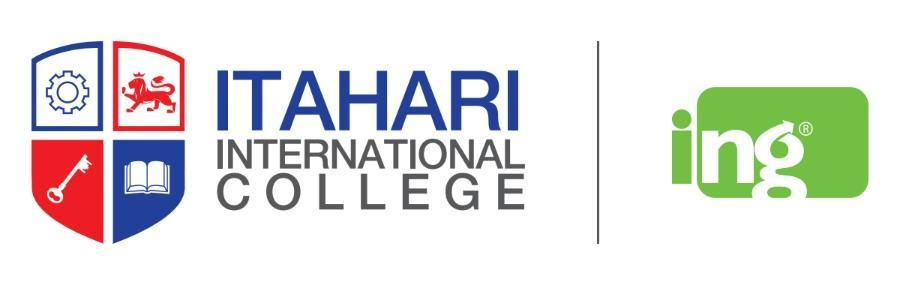 ITAHARI
INTERNATIONAL
COLLEGE
ing®